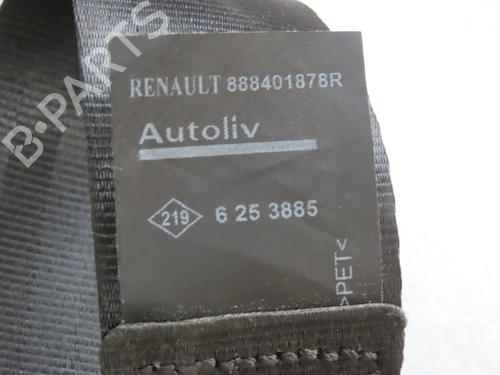 B-PARTS
RENAULT 888401878R
Autoliv
219 6 25 3885
>PET<